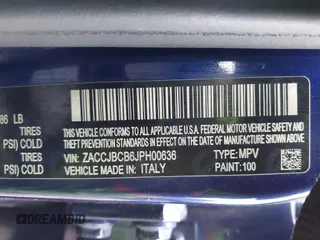 86 LB
TIRES
PSI) COLD
TIRES
PSI) COLD
THIS VEHICLE CONFORMS TO ALL APPLICABLE U.S.A. FEDERAL MOTOR VEHICLE SAFETY, BUMPER, AND
THEFT PREVENTION STANDARDS IN EFFECT ON THE DATE OF MANUFACTURE SHOWN ABOVE.
VIN: ZACCJBCB6JPH00636
TYPE: MPV
VEHICLE MADE IN: ITALY
PAINT: 100
DREAMBID